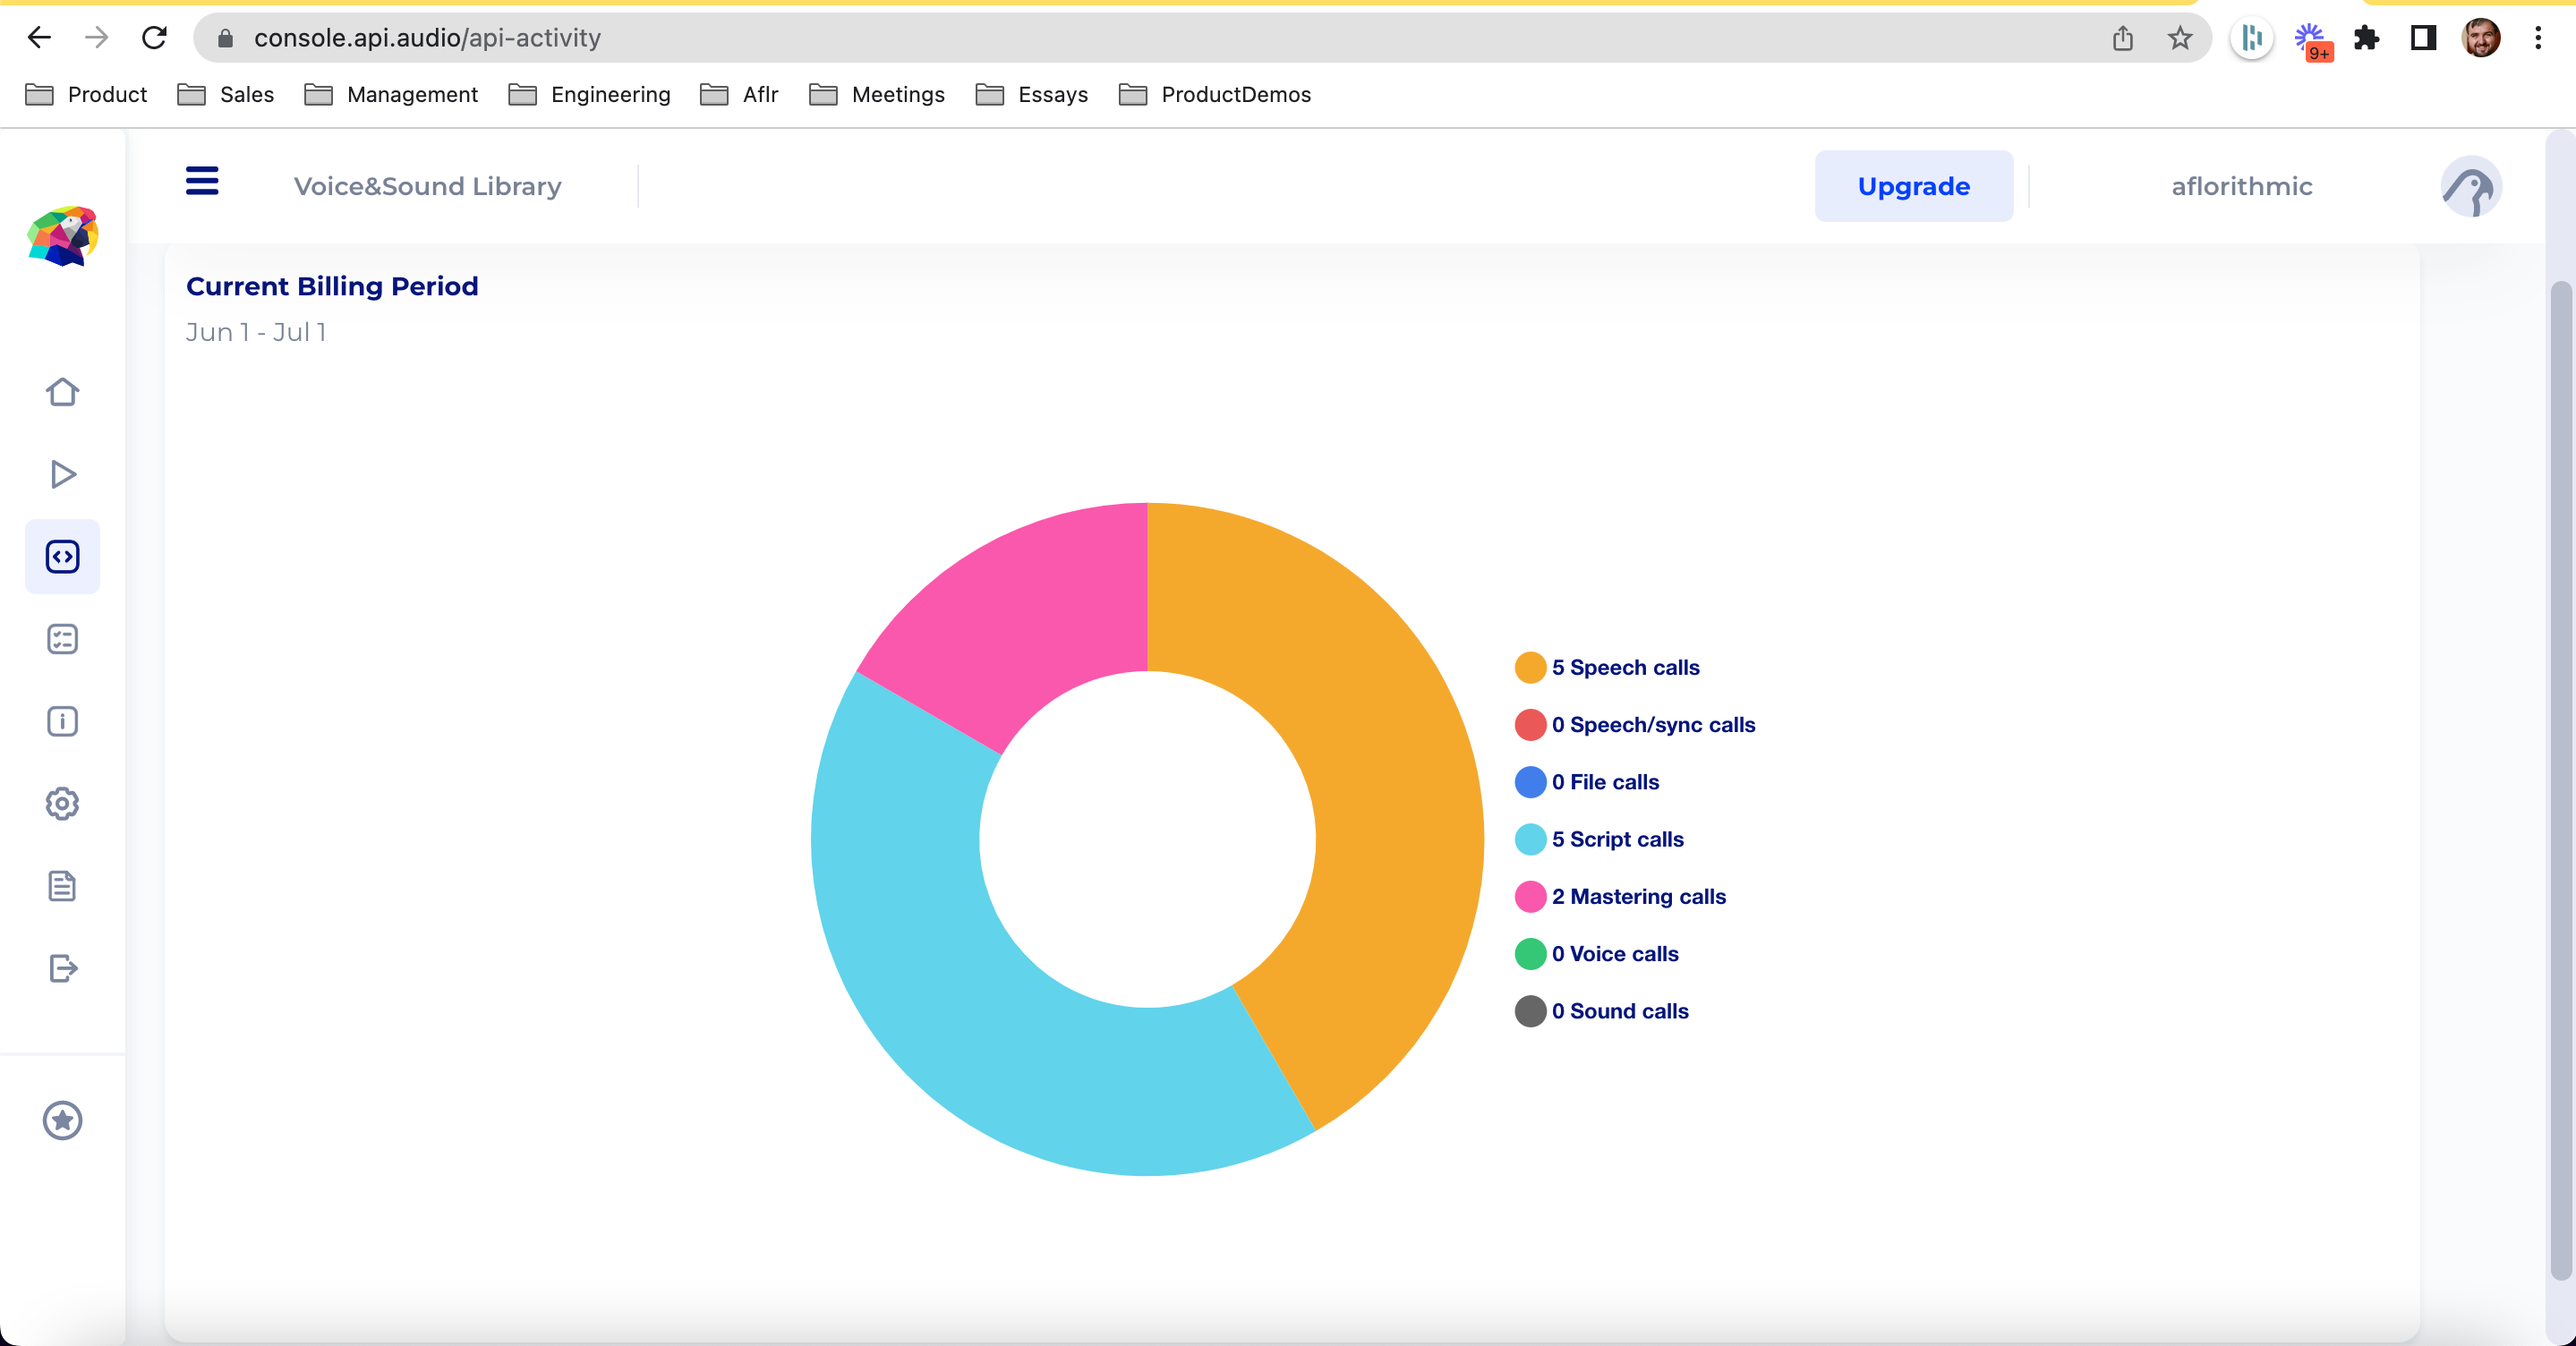 console.api.audio/api-activity
9+
Product Sales Management Engineering Aflr Meetings Essays ProductDemos
Voice&Sound Library
Upgrade
aflorithmic
Current Billing Period
Jun 1 - Jul 1
5 Speech calls
0 Speech/sync calls
0 File calls
5 Script calls
2 Mastering calls
0 Voice calls
0 Sound calls